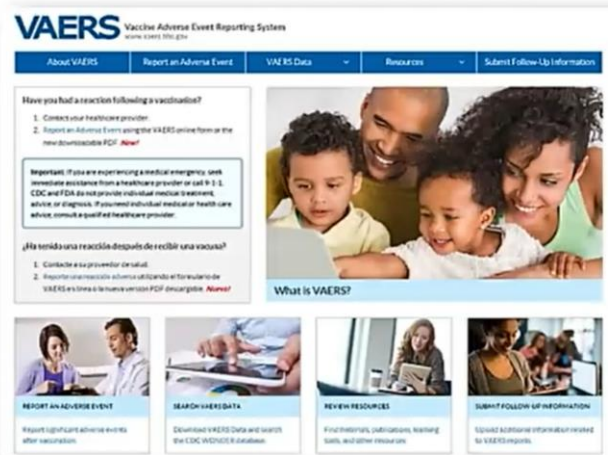 VAERS Vaccine Adverse Event Reporting System
www.vaers.hhs.gov
About VAERS Report an Adverse Event VAERS Data Resources Submit Follow-Up Information
Have you had a reaction following a vaccination?
1. Contact your healthcare provider.
2. Report an Adverse Event using the VAERS online form or the
new downloadable PDF. New!
Important: If you are experiencing a medical emergency, seek
immediate assistance from a healthcare provider or call 9-1-1.
CDC and FDA do not provide individual medical treatment,
advice, or diagnosis. If you need individual medical or health care
advice, consult a qualified healthcare provider.
¿Ha tenido una reacción después de recibir una vacuna?
1. Contacte a su proveedor de salud.
2. Reporte una reacción adversa utilizando el formulario de
VAERS en línea o la nueva versión PDF descargable. Nuevo!
What is VAERS?
REPORT AN ADVERSE EVENT
Report significant adverse events
after vaccination.
SEARCH VAERS DATA
Download VAERS Data and search
the CDC WONDER database.
REVIEW RESOURCES
Find materials, publications, learning
tools, and other resources.
SUBMIT FOLLOW-UP INFORMATION
Upload additional information related
to VAERS reports.